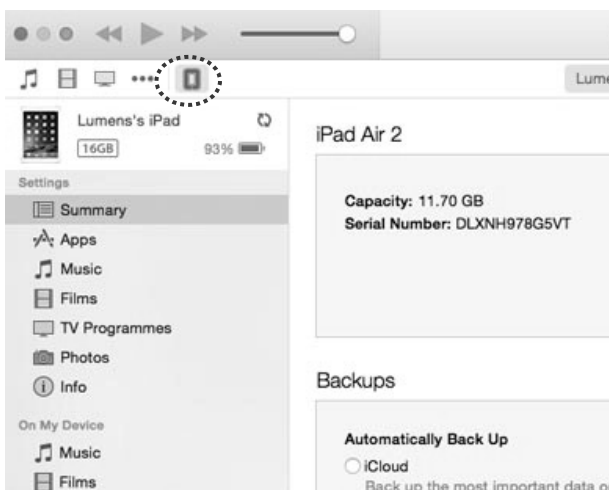 Lume
Lumens's iPad
16GB
93%
Settings
Summary
Apps
Music
Films
TV Programmes
Photos
Info
On My Device
Music
Films
iPad Air 2
Capacity: 11.70 GB
Serial Number: DLXNH978G5VT
Backups
Automatically Back Up
iCloud
Back up the most important data o